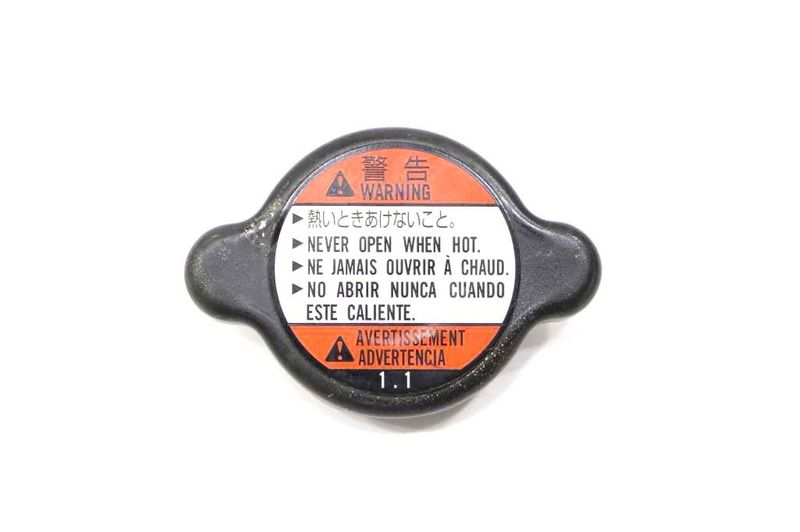 警告
WARNING
▶熱いときあけないこと。
▶NEVER OPEN WHEN HOT.
▶NE JAMAIS OUVRIR À CHAUD.
▶NO ABRIR NUNCA CUANDO
ESTE CALIENTE.
AVERTISSEMENT
ADVERTENCIA
1.1